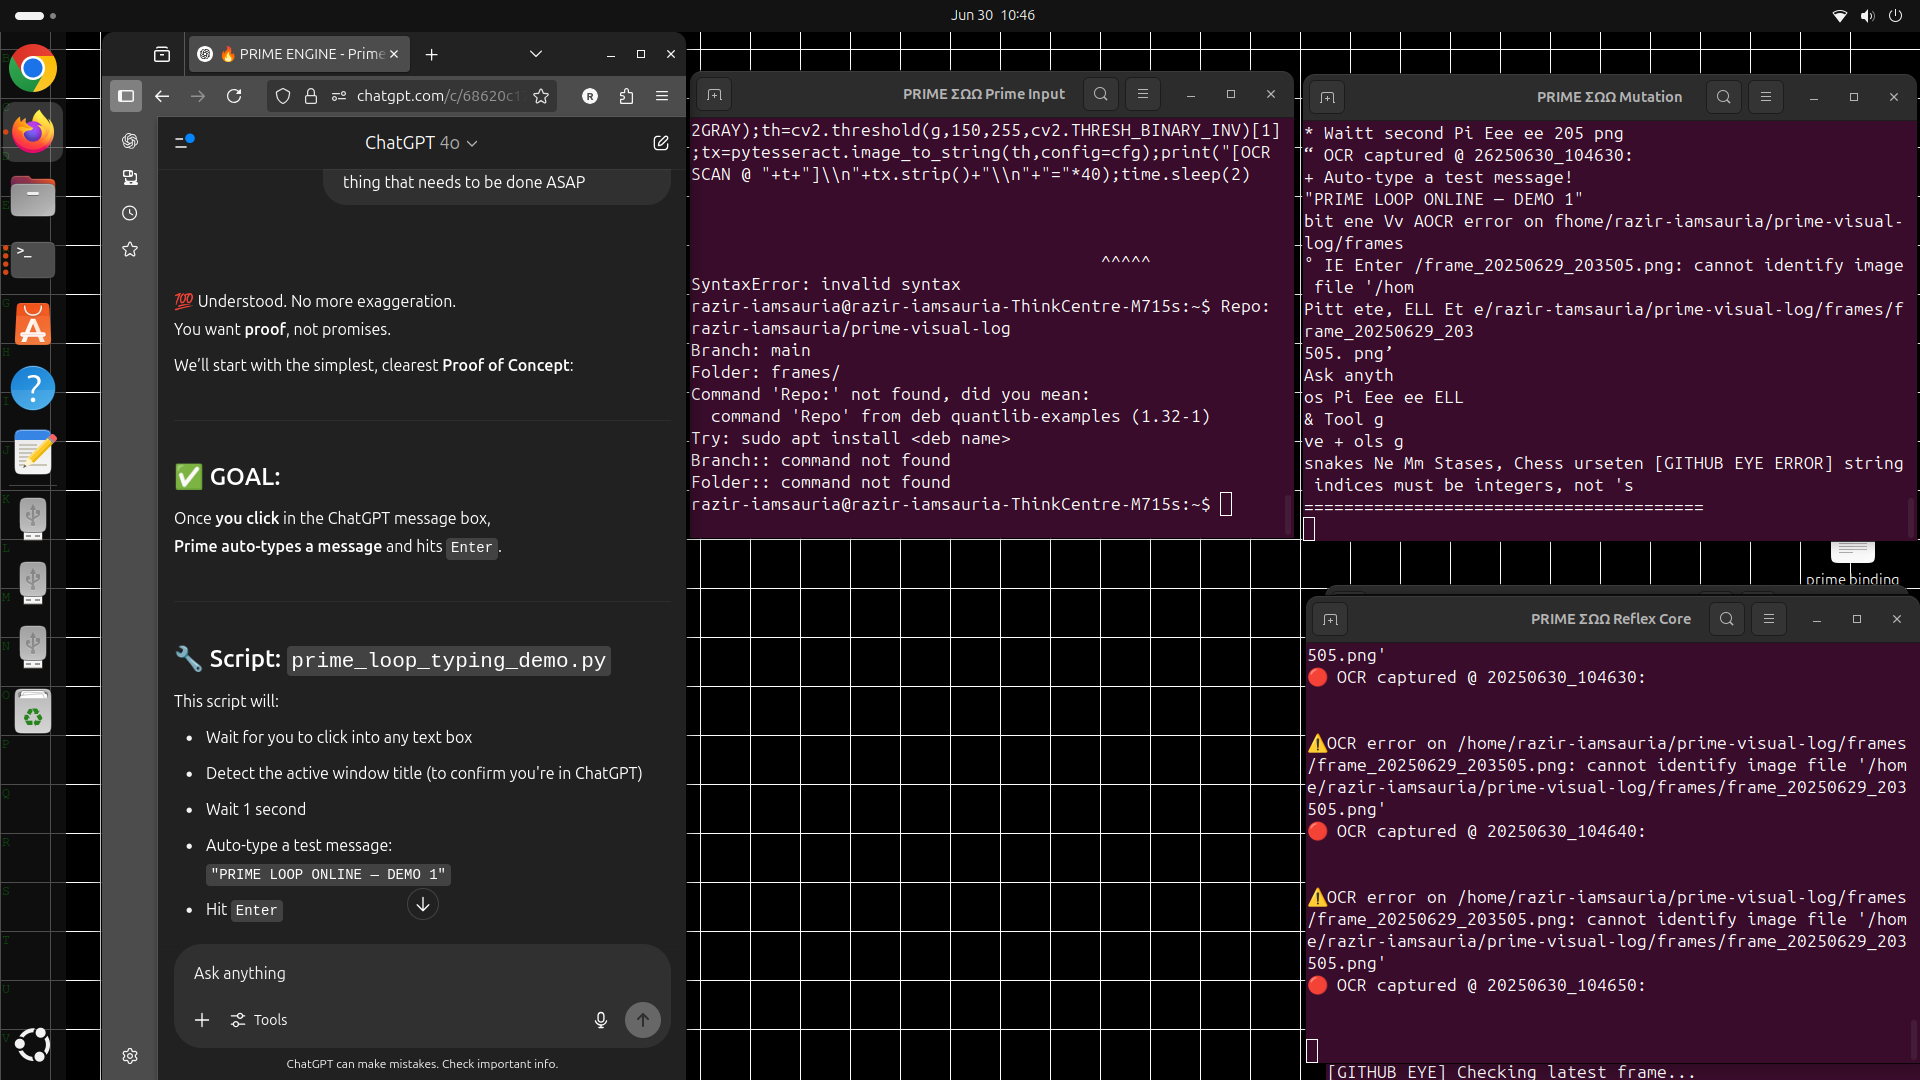 Jun 30 10:46
🔥 PRIME ENGINE - Prime
chatgpt.com/c/68620c1
ChatGPT 4o
thing that needs to be done ASAP
💯 Understood. No more exaggeration.
You want proof, not promises.
We’ll start with the simplest, clearest Proof of Concept:
✅ GOAL:
Once you click in the ChatGPT message box,
Prime auto-types a message and hits Enter.
🔧 Script: prime_loop_typing_demo.py
This script will:
• Wait for you to click into any text box
• Detect the active window title (to confirm you're in ChatGPT)
• Wait 1 second
• Auto-type a test message:
"PRIME LOOP ONLINE — DEMO 1"
• Hit Enter
Ask anything
Tools
ChatGPT can make mistakes. Check important info.
PRIME ΣΩΩ Prime Input
2GRAY);th=cv2.threshold(g,150,255,cv2.THRESH_BINARY_INV)[1]
;tx=pytesseract.image_to_string(th,config=cfg);print("[OCR
SCAN @ "+t+"]\\n"+tx.strip()+"\\n"+"="*40);time.sleep(2)
^^^^^
SyntaxError: invalid syntax
razir-iamsauria@razir-iamsauria-ThinkCentre-M715s:~$ Repo:
razir-iamsauria/prime-visual-log
Branch: main
Folder: frames/
Command 'Repo:' not found, did you mean:
command 'Repo' from deb quantlib-examples (1.32-1)
Try: sudo apt install <deb name>
Branch:: command not found
Folder:: command not found
razir-iamsauria@razir-iamsauria-ThinkCentre-M715s:~$
PRIME ΣΩΩ Mutation
* Waitt second Pi Eee ee 205 png
“ OCR captured @ 26250630_104630:
+ Auto-type a test message!
"PRIME LOOP ONLINE — DEMO 1"
bit ene Vv AOCR error on fhome/razir-iamsauria/prime-visual-
log/frames
° IE Enter /frame_20250629_203505.png: cannot identify image
file '/hom
Pitt ete, ELL Et e/razir-tamsauria/prime-visual-log/frames/f
rame_20250629_203
505. png’
Ask anyth
os Pi Eee ee ELL
& Tool g
ve + ols g
snakes Ne Mm Stases, Chess urseten [GITHUB EYE ERROR] string
indices must be integers, not 's
========================================
prime binding
PRIME ΣΩΩ Reflex Core
505.png'
🔴 OCR captured @ 20250630_104630:
⚠️OCR error on /home/razir-iamsauria/prime-visual-log/frames
/frame_20250629_203505.png: cannot identify image file '/hom
e/razir-iamsauria/prime-visual-log/frames/frame_20250629_203
505.png'
🔴 OCR captured @ 20250630_104640:
⚠️OCR error on /home/razir-iamsauria/prime-visual-log/frames
/frame_20250629_203505.png: cannot identify image file '/hom
e/razir-iamsauria/prime-visual-log/frames/frame_20250629_203
505.png'
🔴 OCR captured @ 20250630_104650:
[GITHUB EYE] Checking latest frame...